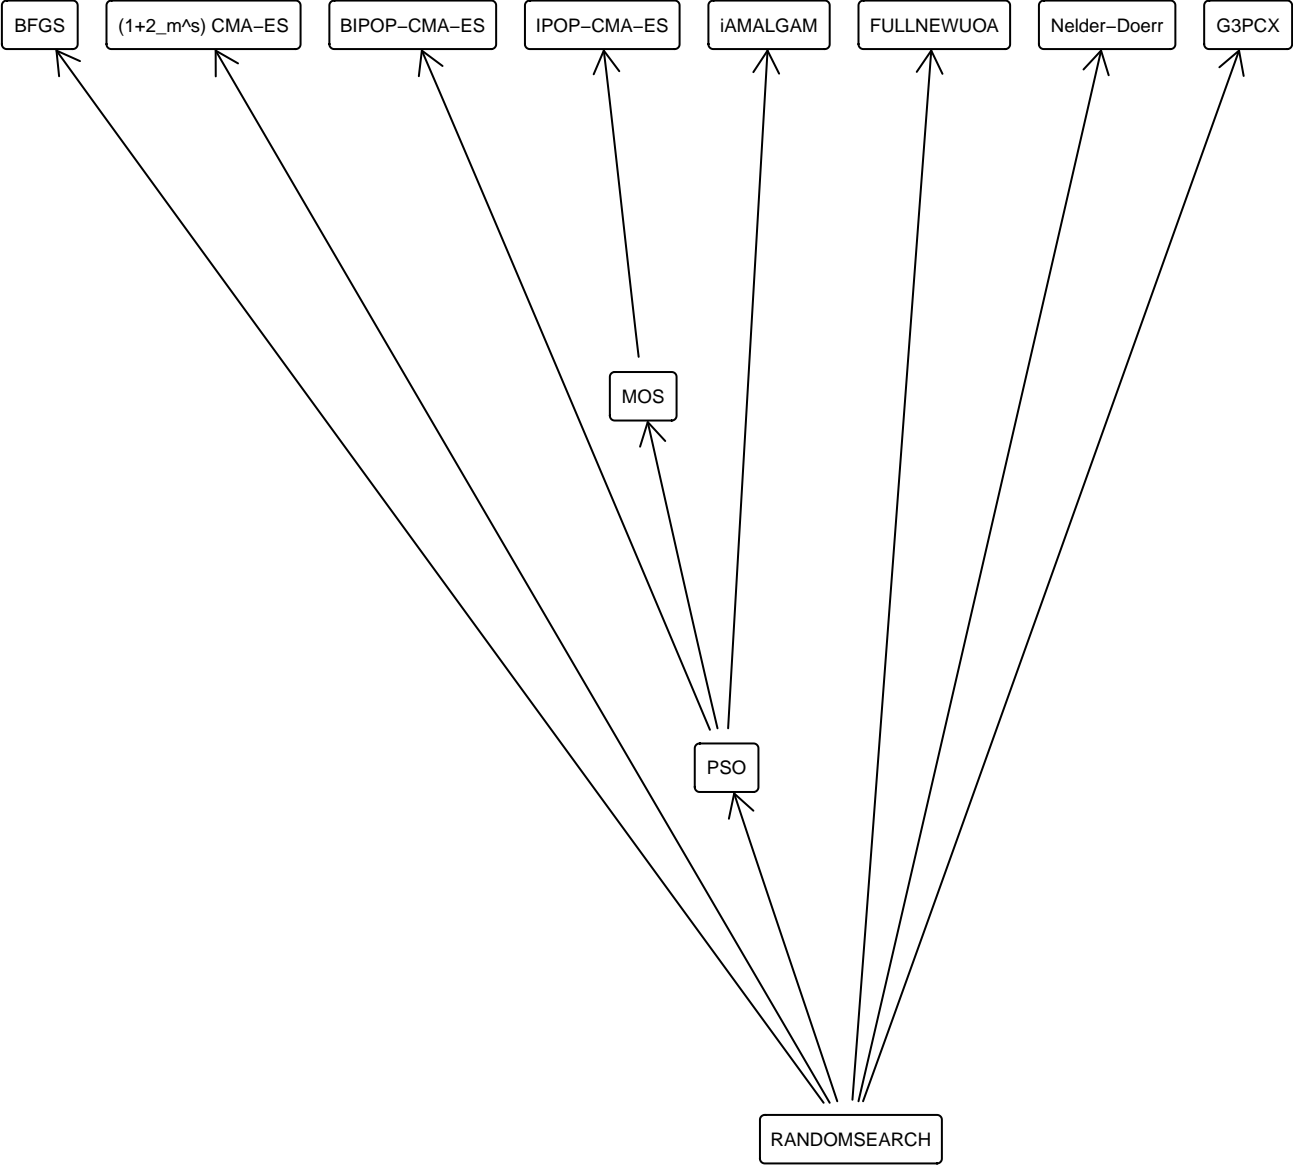 BFGS
(1+2_m^s) CMA−ES
BIPOP−CMA−ES
IPOP−CMA−ES
iAMALGAM
FULLNEWUOA
Nelder−Doerr
G3PCX
MOS
PSO
RANDOMSEARCH